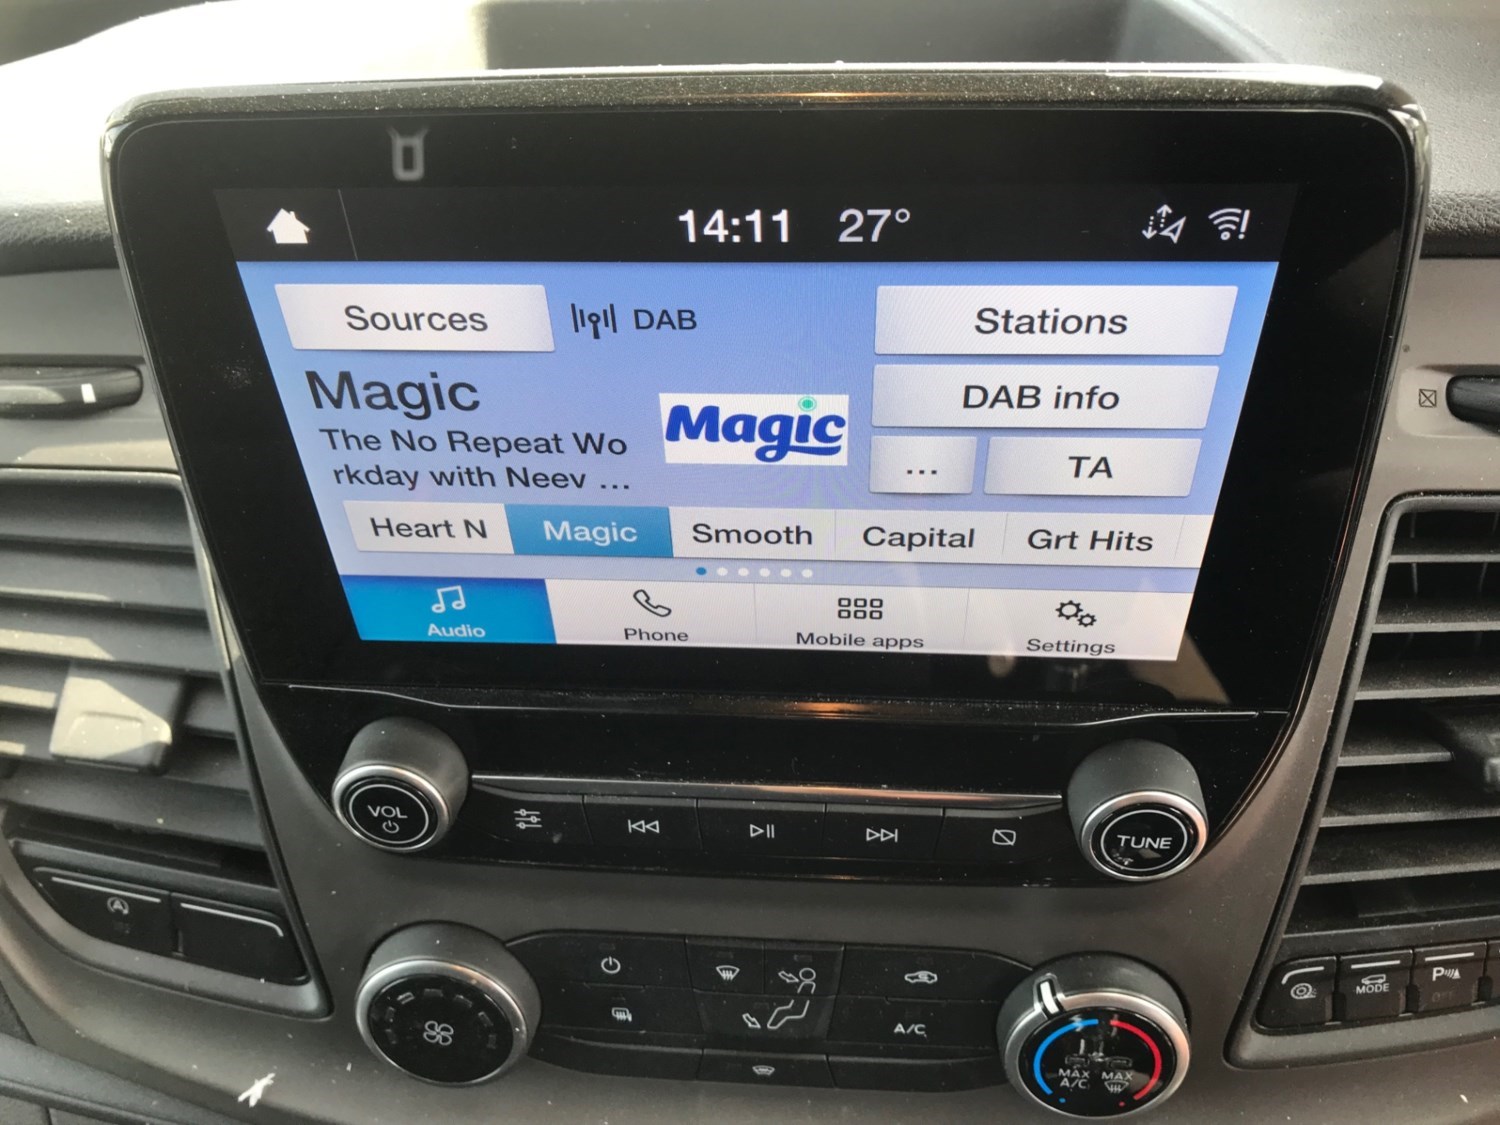 14:11 27°
Sources DAB Stations
Magic
Magic
DAB info
The No Repeat Wo
rkday with Neev ...
... TA
Heart N Magic Smooth Capital Grt Hits
Audio Phone Mobile apps Settings
VOL
TUNE
A/C
MODE
P
MAX MAX
A/C